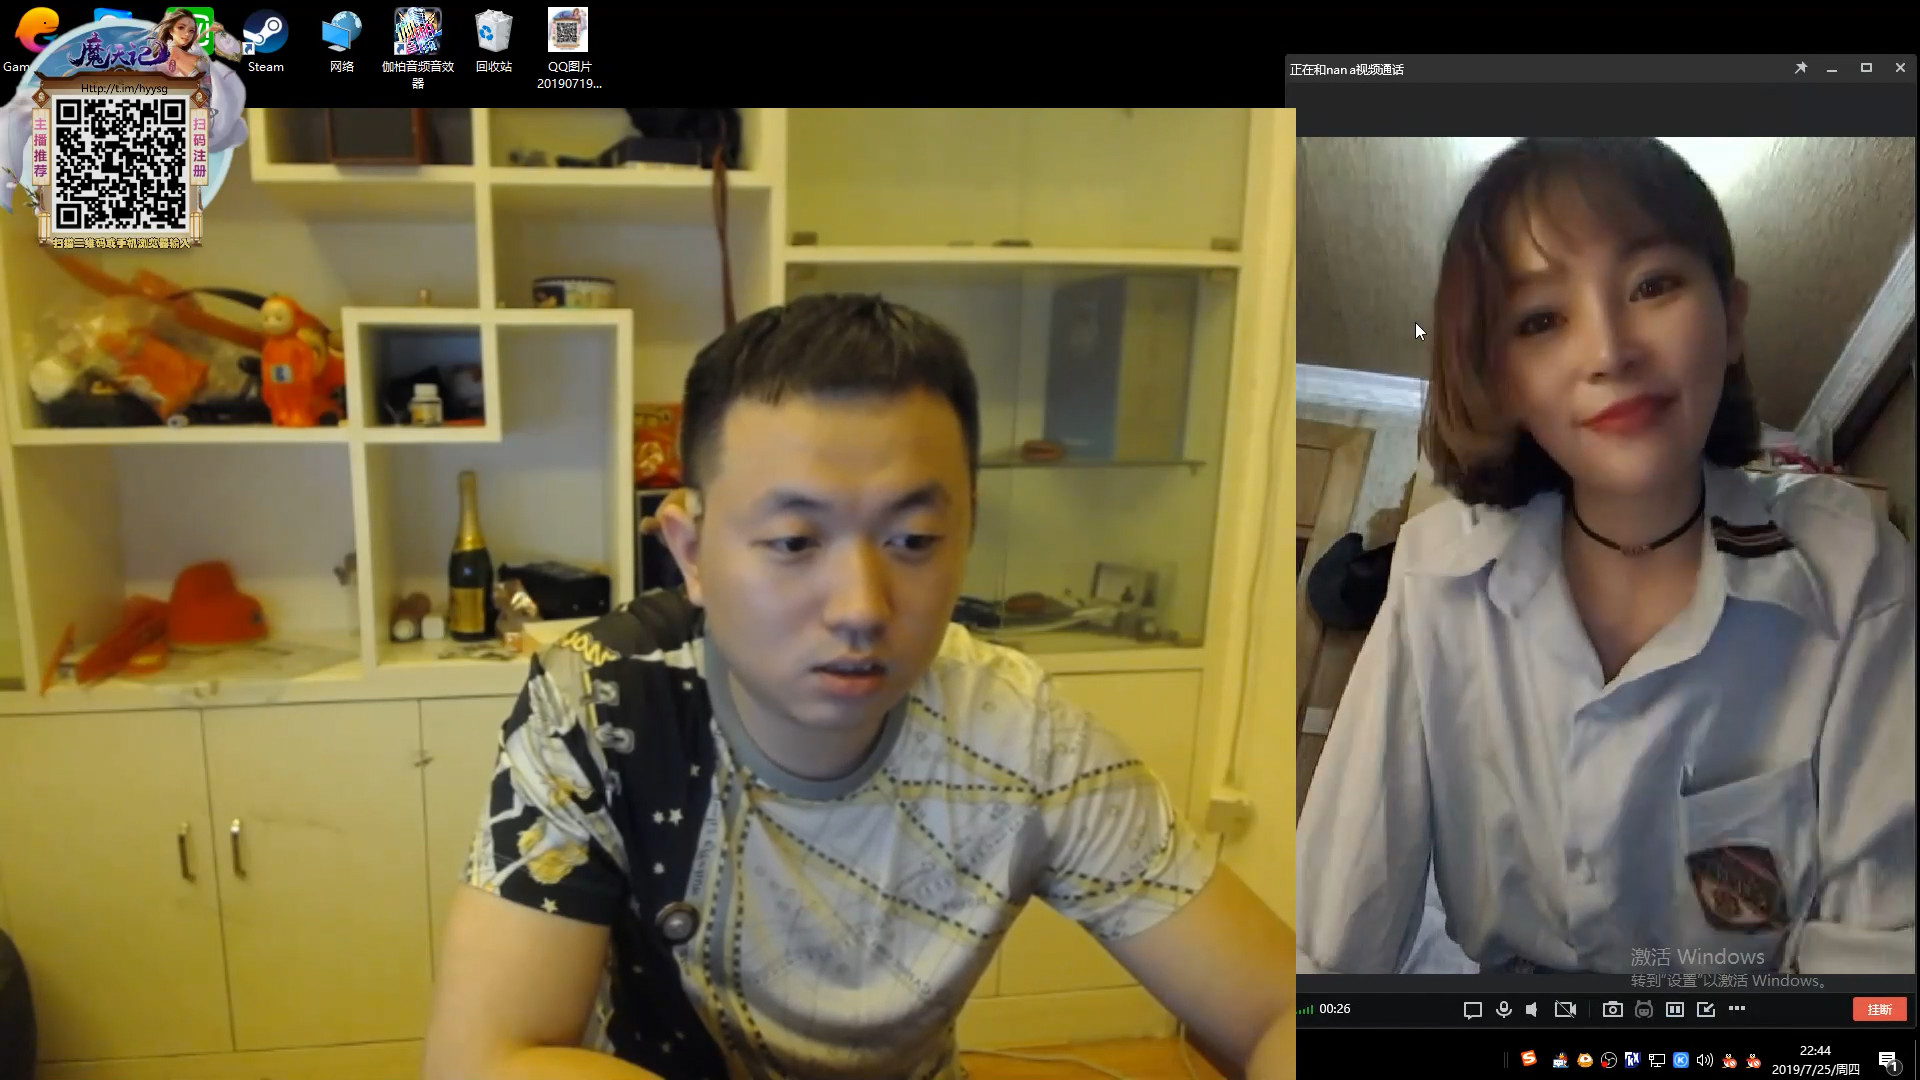 Gam
Steam
网络
伽柏音频音效
器
回收站
QQ图片
20190719...
魔天记
Http://t.im/hyysg
主播推荐
扫码注册
扫描二维码或手机浏览器输入
正在和nan a视频通话
激活 Windows
转到"设置"以激活 Windows。
00:26
挂断
22:44
2019/7/25/周四
1